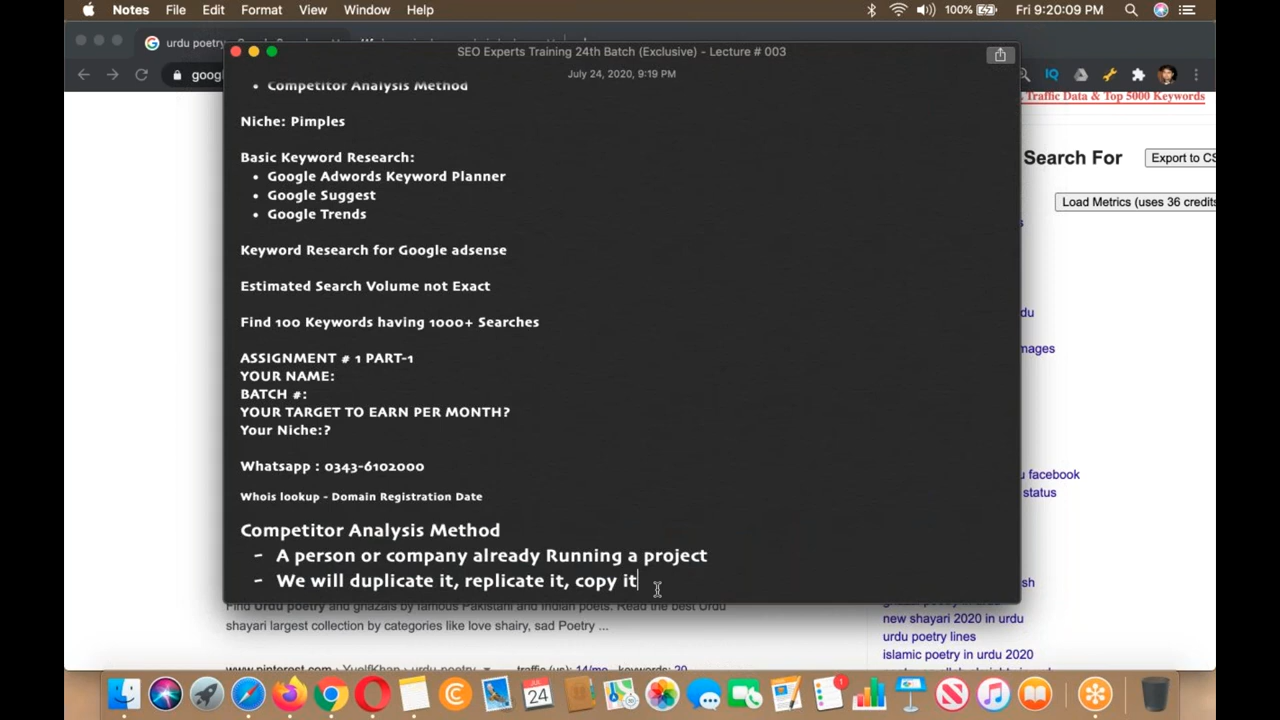 Notes File Edit Format View Window Help 100% Fri 9:20:09 PM
urdu poetry
SEO Experts Training 24th Batch (Exclusive) - Lecture # 003
July 24, 2020, 9:19 PM
Traffic Data & Top 5000 Keywords
• Competitor Analysis Method
Niche: Pimples
Search For
Export to CS
Basic Keyword Research:
• Google Adwords Keyword Planner
• Google Suggest
• Google Trends
Load Metrics (uses 36 credits
Keyword Research for Google adsense
Estimated Search Volume not Exact
Find 100 Keywords having 1000+ Searches
ASSIGNMENT # 1 PART-1
YOUR NAME:
BATCH #:
YOUR TARGET TO EARN PER MONTH?
Your Niche:?
Whatsapp : 0343-6102000
Whois lookup - Domain Registration Date
Competitor Analysis Method
- A person or company already Running a project
- We will duplicate it, replicate it, copy it
facebook
status
Find Urdu poetry and ghazals by famous Pakistani and Indian poets. Read the best Urdu
shayari largest collection by categories like love shairy, sad Poetry ...
new shayari 2020 in urdu
urdu poetry lines
islamic poetry in urdu 2020
24
1